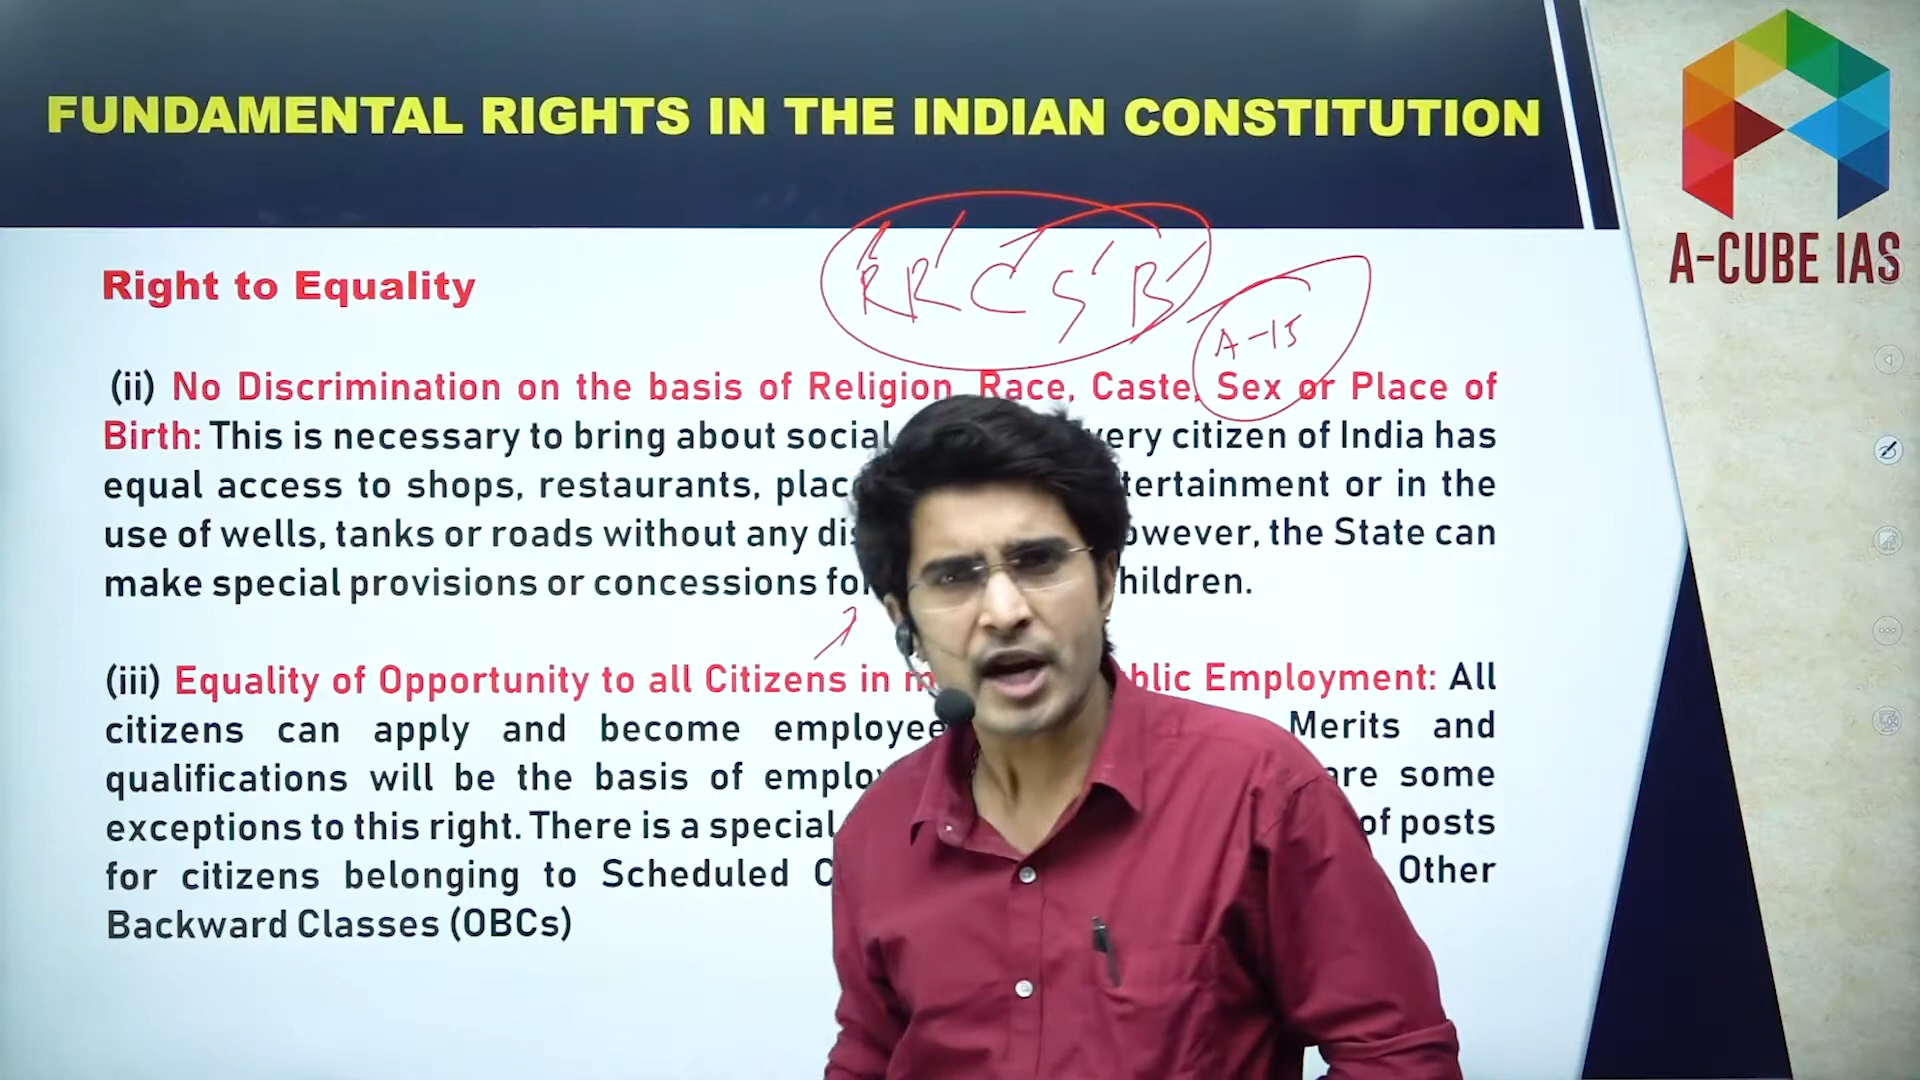 FUNDAMENTAL RIGHTS IN THE INDIAN CONSTITUTION
A-CUBE IAS
RRCSB
Right to Equality
A-15
(ii) No Discrimination on the basis of Religion, Race, Caste, Sex or Place of
Birth: This is necessary to bring about social very citizen of India has
equal access to shops, restaurants, plac tertainment or in the
use of wells, tanks or roads without any dis owever, the State can
make special provisions or concessions for hildren.
(iii) Equality of Opportunity to all Citizens in m blic Employment: All
citizens can apply and become employee Merits and
qualifications will be the basis of employ are some
exceptions to this right. There is a special of posts
for citizens belonging to Scheduled C Other
Backward Classes (OBCs)